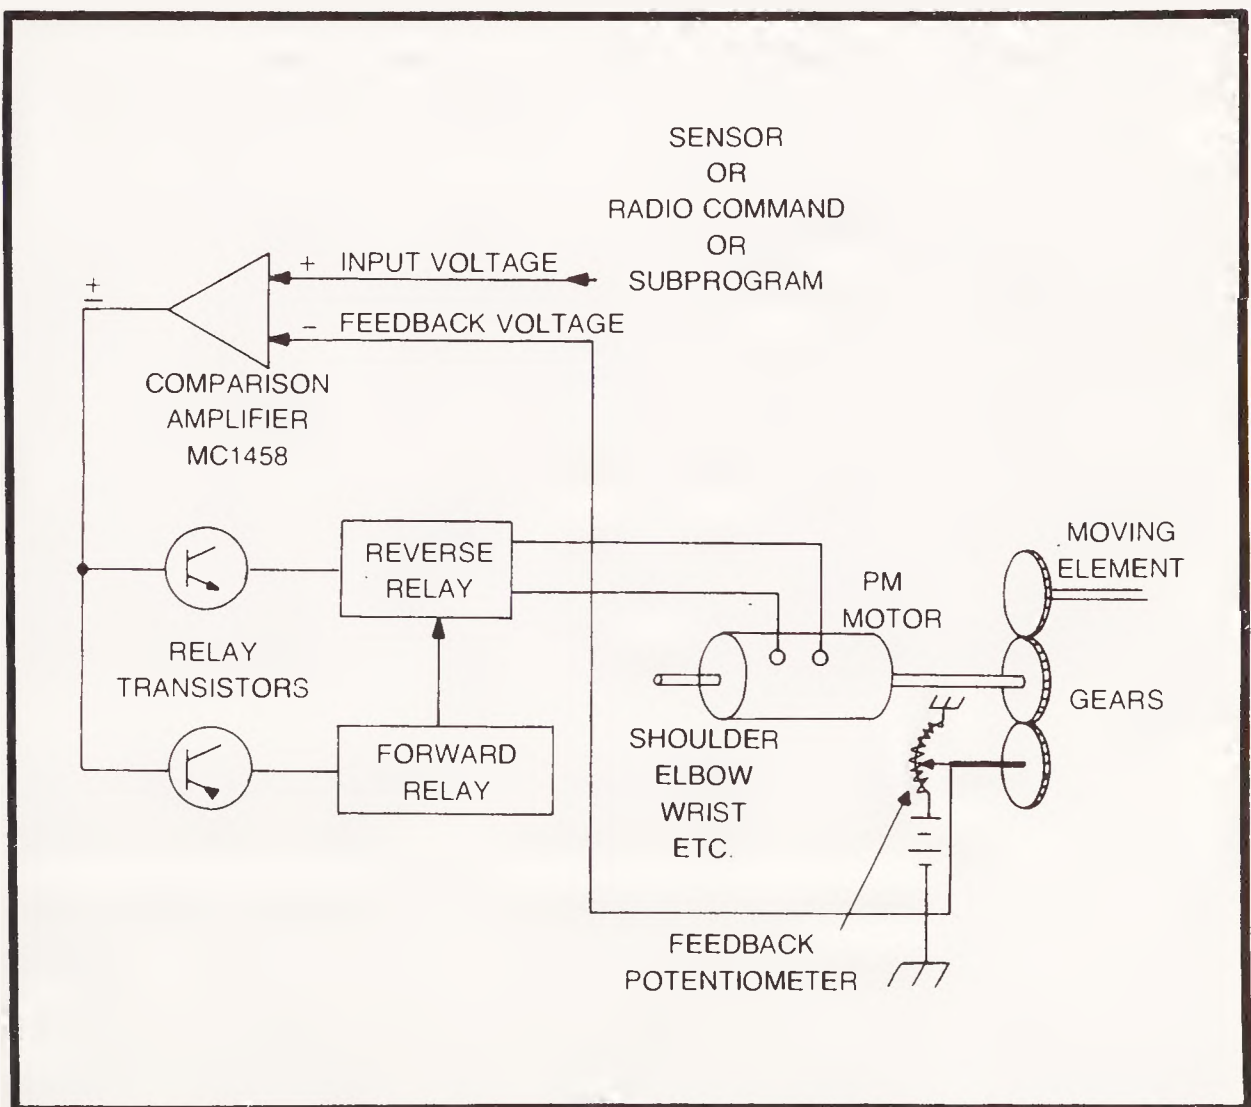 SENSOR
OR
RADIO COMMAND
OR
SUBPROGRAM
+ INPUT VOLTAGE
±
- FEEDBACK VOLTAGE
COMPARISON
AMPLIFIER
MC1458
REVERSE
RELAY
MOVING
ELEMENT
PM
MOTOR
RELAY
TRANSISTORS
GEARS
FORWARD
RELAY
SHOULDER
ELBOW
WRIST
ETC.
FEEDBACK
POTENTIOMETER